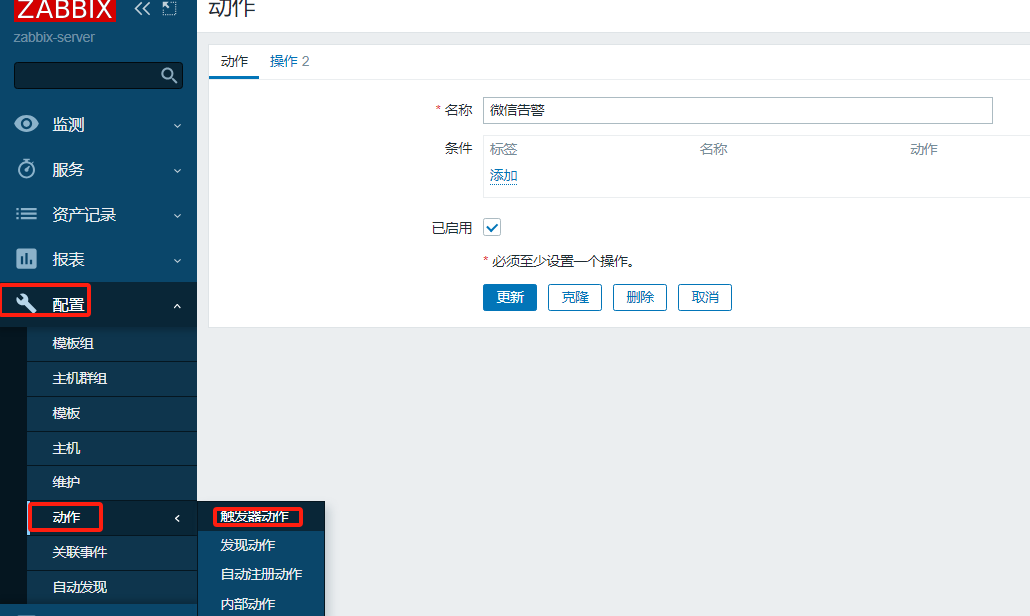 ZABBIX
zabbix-server
监测
服务
资产记录
报表
配置
模板组
主机群组
模板
主机
维护
动作
关联事件
自动发现
触发器动作
发现动作
自动注册动作
内部动作
动作
动作 操作 2
* 名称 微信告警
条件 标签 名称 动作
添加
已启用
* 必须至少设置一个操作。
更新 克隆 删除 取消